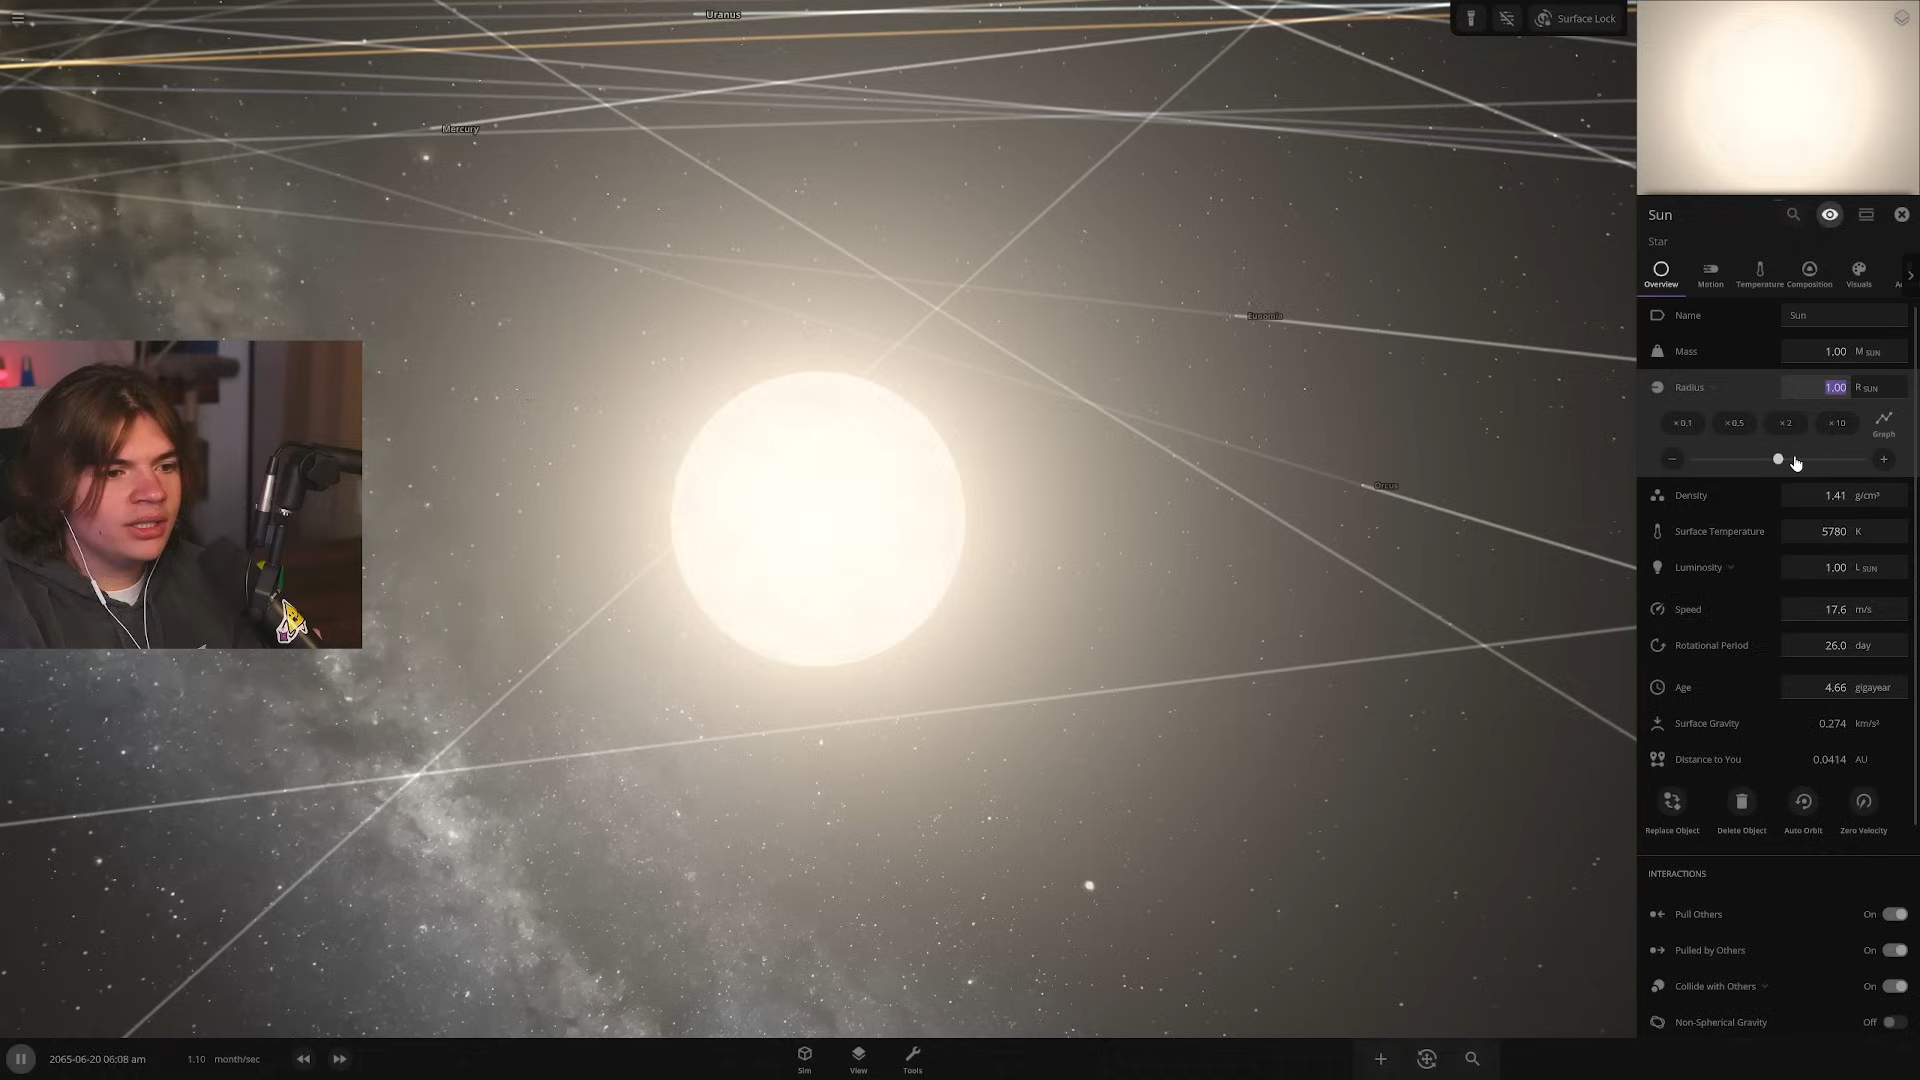 Uranus
Surface Lock
Mercury
Eunomia
Orcus
Sun
Star
Overview
Motion
Temperature
Composition
Visuals
Name Sun
Mass 1.00 M SUN
Radius 1.00 R SUN
× 0.1 × 0.5 × 2 × 10
Graph
Density 1.41 g/cm³
Surface Temperature 5780 K
Luminosity 1.00 L SUN
Speed 17.6 m/s
Rotational Period 26.0 day
Age 4.66 gigayear
Surface Gravity 0.274 km/s²
Distance to You 0.0414 AU
Replace Object Delete Object Auto Orbit Zero Velocity
INTERACTIONS
Pull Others On
Pulled by Others On
Collide with Others On
Non-Spherical Gravity Off
2065-06-20 06:08 am 1.10 month/sec
Sim View Tools